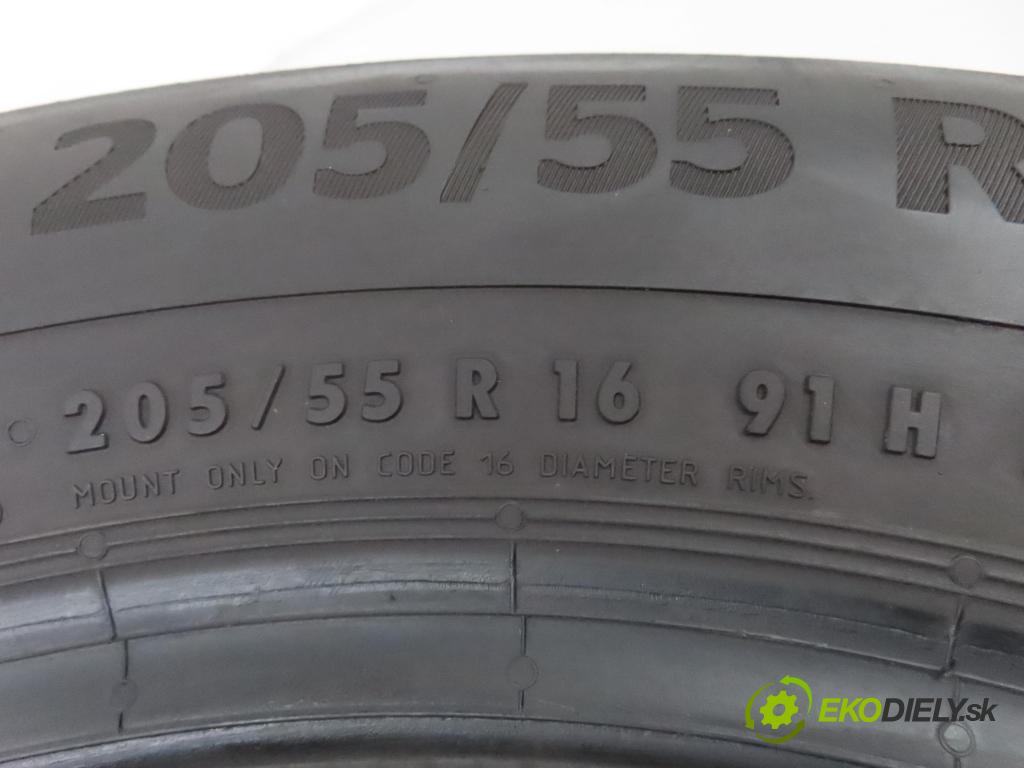 205/55 R
205/55 R 16 91 H
MOUNT ONLY ON CODE 16 DIAMETER RIMS.
EKODIELY.sk